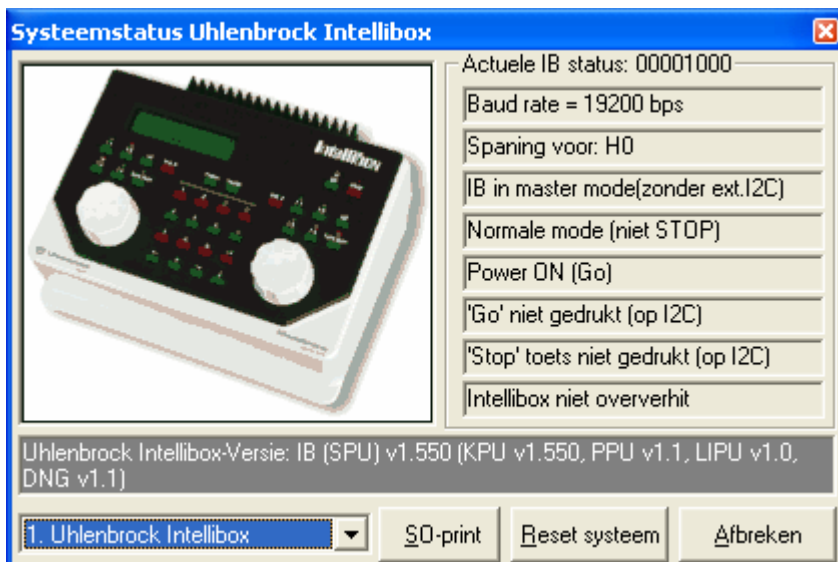 Systeemstatus Uhlenbrock Intellibox
Intellibox
Actuele IB status: 00001000
Baud rate = 19200 bps
Spaning voor: H0
IB in master mode(zonder ext.I2C)
Normale mode (niet STOP)
Power ON (Go)
'Go' niet gedrukt (op I2C)
'Stop' toets niet gedrukt (op I2C)
Intellibox niet oververhit
Uhlenbrock Intellibox-Versie: IB (SPU) v1.550 (KPU v1.550, PPU v1.1, LIPU v1.0,
DNG v1.1)
1. Uhlenbrock Intellibox
SO-print
Reset systeem
Afbreken